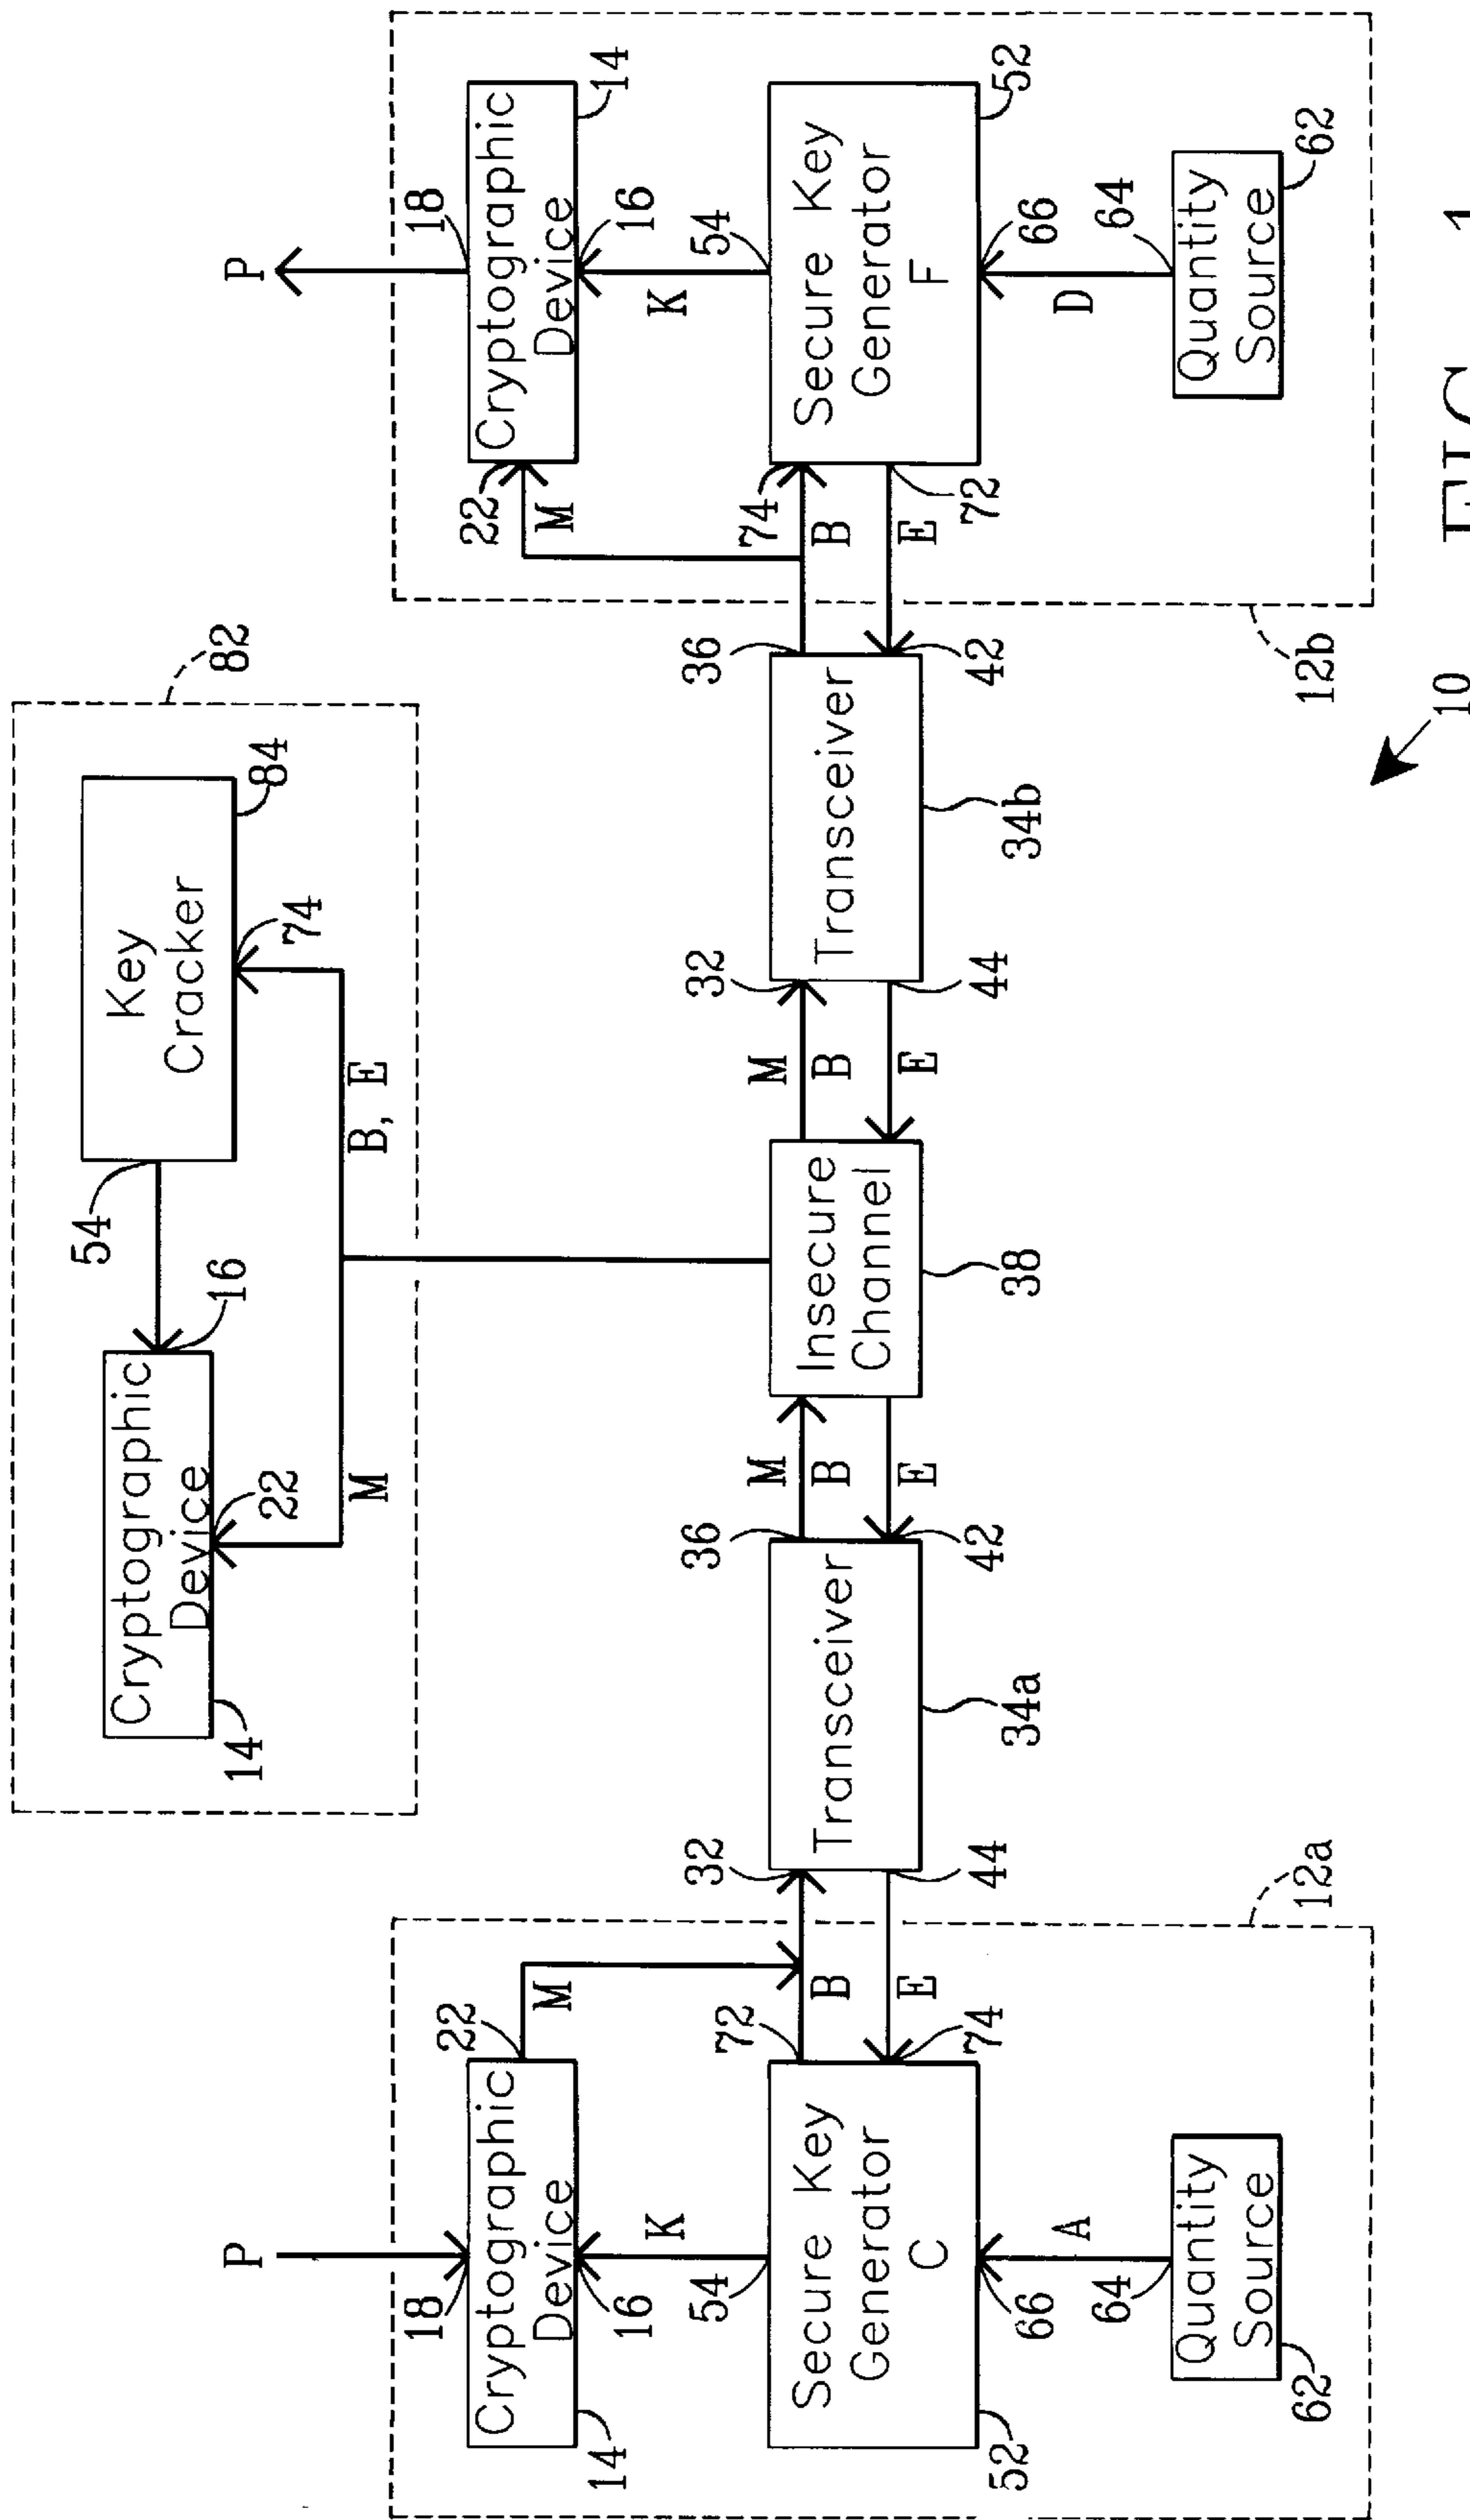 82
Cryptographic
Device
14
22
16
54
Key
Cracker
84
74
M
B, E
P
18
Cryptographic
Device
14
22
16
M
K
54
72
Secure Key
Generator
C
52
74
66
B
E
A
64
Quantity
Source
62
12a
32
Transceiver
44
34a
36
42
M
B
E
Insecure
Channel
38
M
B
E
32
Transceiver
44
34b
36
42
P
18
Cryptographic
Device
14
22
M
16
K
54
74
B
E
72
Secure Key
Generator
F
52
66
D
64
Quantity
Source
62
12b
10